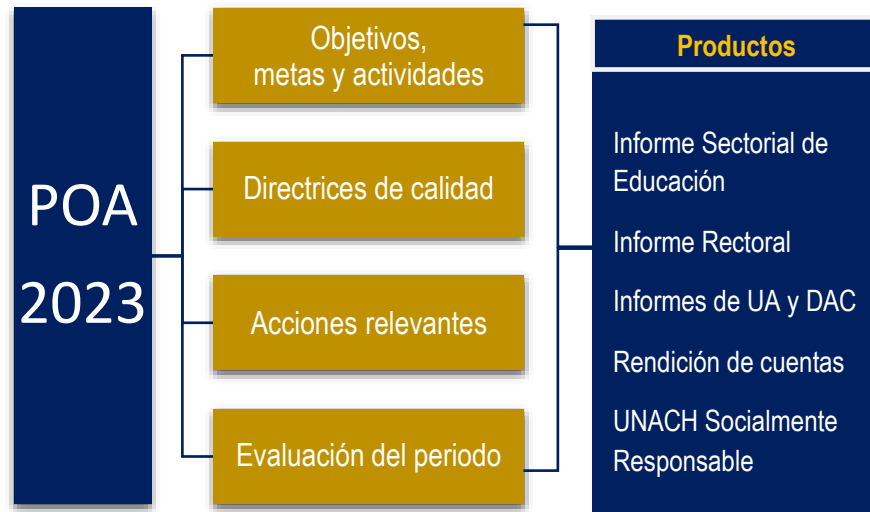 POA
2023
Objetivos,
metas y actividades
Directrices de calidad
Acciones relevantes
Evaluación del periodo
Productos
Informe Sectorial de
Educación
Informe Rectoral
Informes de UA y DAC
Rendición de cuentas
UNACH Socialmente
Responsable